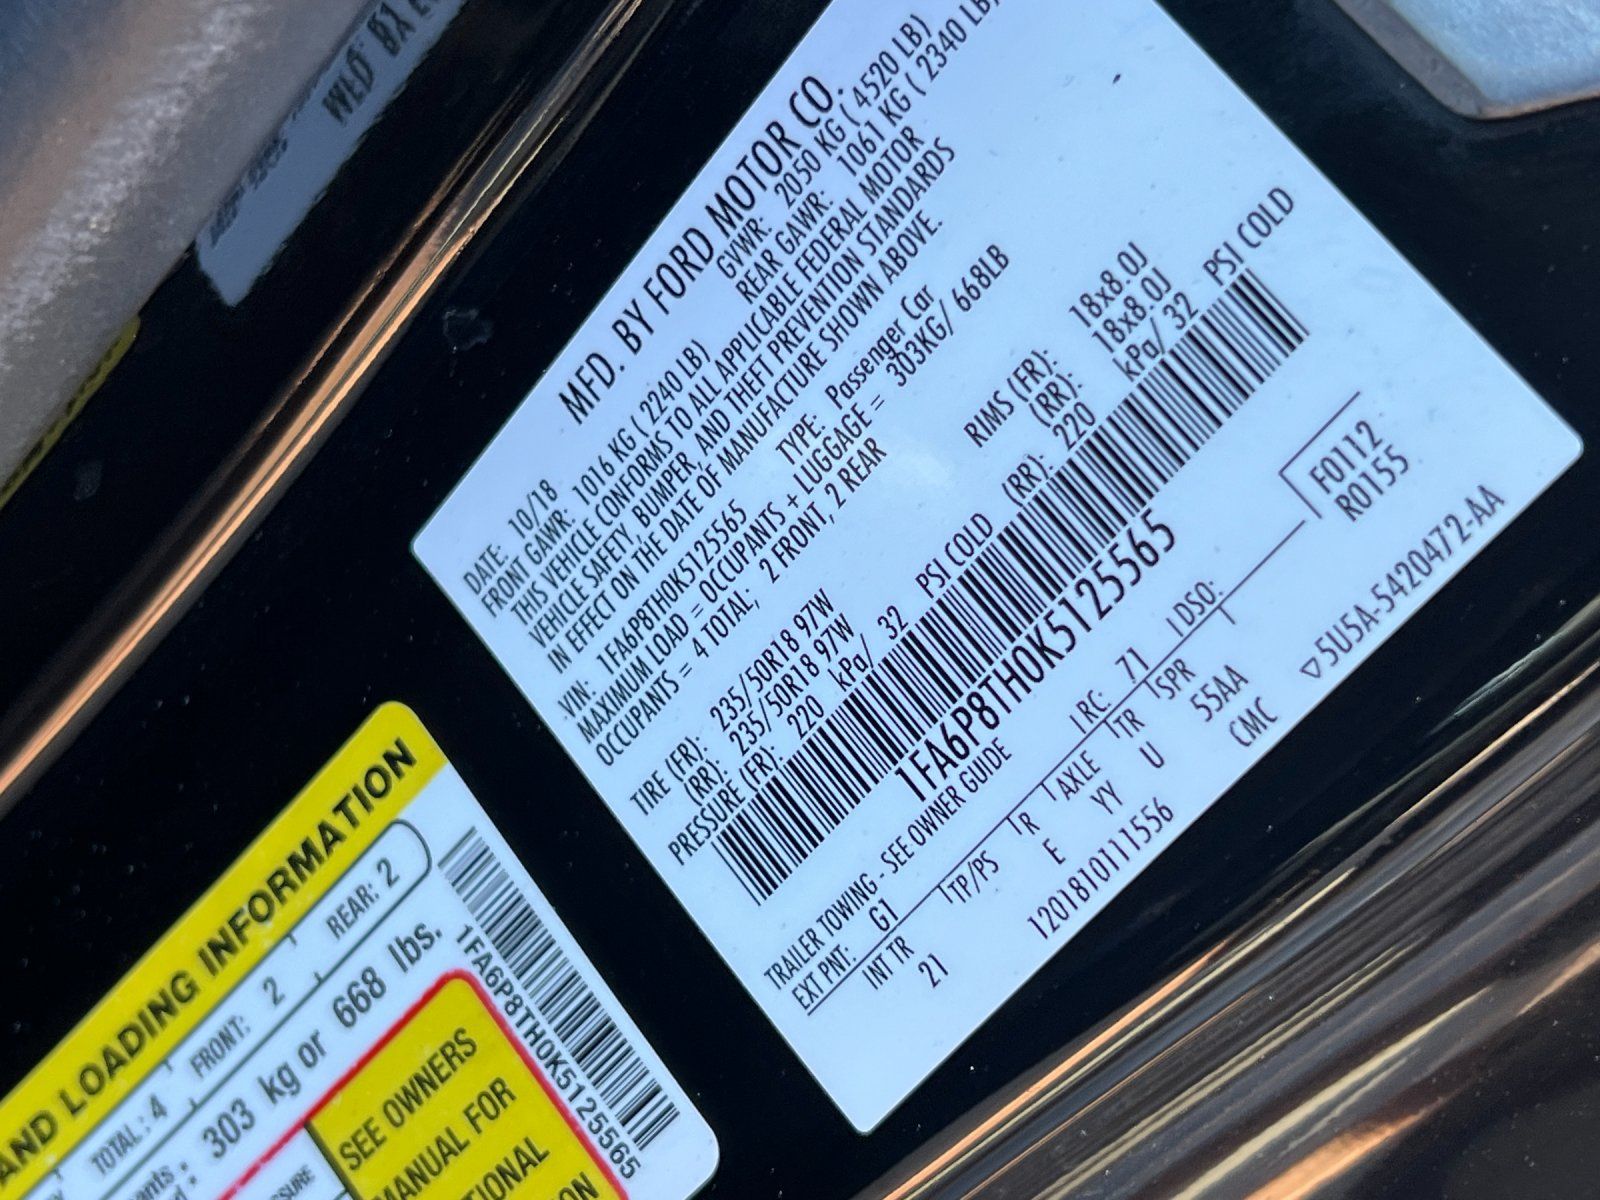 MFD. BY FORD MOTOR CO.
DATE: 10/18 GVWR: 2050 KG ( 4520 LB)
FRONT GAWR: 1016 KG ( 2240 LB) REAR GAWR: 1061 KG ( 2340 LB)
THIS VEHICLE CONFORMS TO ALL APPLICABLE FEDERAL MOTOR
VEHICLE SAFETY, BUMPER, AND THEFT PREVENTION STANDARDS
IN EFFECT ON THE DATE OF MANUFACTURE SHOWN ABOVE.
VIN: 1FA6P8TH0K5125565 TYPE: Passenger Car
MAXIMUM LOAD = OCCUPANTS + LUGGAGE = 303KG/ 668LB
OCCUPANTS = 4 TOTAL, 2 FRONT, 2 REAR
TIRE (FR): 235/50R18 97W RIMS (FR): 18x8.0J
(RR): 235/50R18 97W (RR): 18x8.0J
PRESSURE (FR): 220 kPa/ 32 PSI COLD (RR): 220 kPa/ 32 PSI COLD
1FA6P8TH0K5125565
TRAILER TOWING - SEE OWNER GUIDE
EXT PNT: G1 RC: 71 DSO:
F0112
R0155
INT TR TP/PS R AXLE TR SPR
21 E YY U 55AA
1201810111556 CMC
5U5A-5420472-AA
AND LOADING INFORMATION
TOTAL: 4 FRONT: 2 REAR: 2
303 kg or 668 lbs.
1FA6P8TH0K5125565
SEE OWNERS
MANUAL FOR
WLD